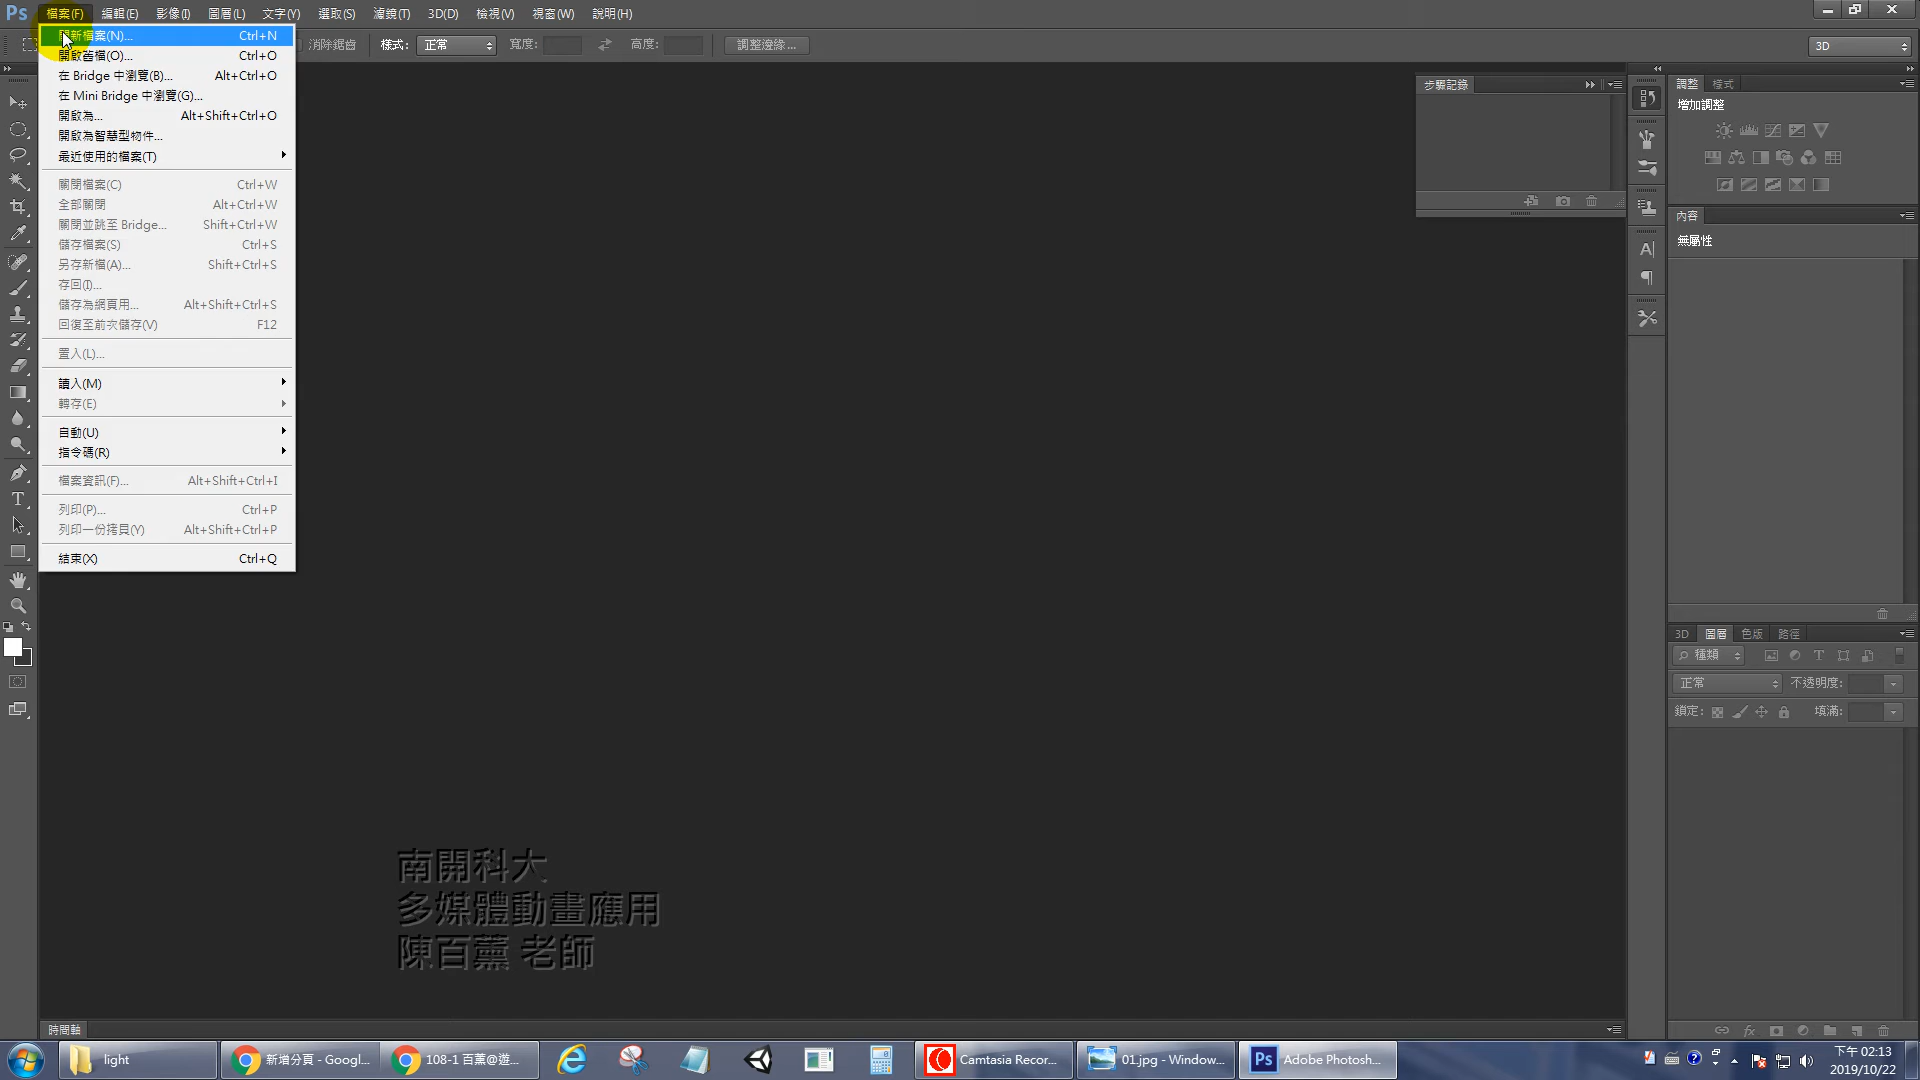 Ps 檔案(F) 編輯(E) 影像(I) 圖層(L) 文字(Y) 選取(S) 濾鏡(T) 3D(D) 檢視(V) 視窗(W) 說明(H)
消除鋸齒 樣式: 正常 寬度: 高度: 調整邊緣... 3D
開新檔案(N)... Ctrl+N
開啟舊檔(O)... Ctrl+O
在 Bridge 中瀏覽(B)... Alt+Ctrl+O
在 Mini Bridge 中瀏覽(G)...
開啟為... Alt+Shift+Ctrl+O
開啟為智慧型物件...
最近使用的檔案(T)
關閉檔案(C) Ctrl+W
全部關閉 Alt+Ctrl+W
關閉並跳至 Bridge... Shift+Ctrl+W
儲存檔案(S) Ctrl+S
另存新檔(A)... Shift+Ctrl+S
存回(I)...
儲存為網頁用... Alt+Shift+Ctrl+S
回復至前次儲存(V) F12
置入(L)...
讀入(M)
轉存(E)
自動(U)
指令碼(R)
檔案資訊(F)... Alt+Shift+Ctrl+I
列印(P)... Ctrl+P
列印一份拷貝(Y) Alt+Shift+Ctrl+P
結束(X) Ctrl+Q
步驟記錄
調整 樣式
增加調整
內容
無屬性
3D 圖層 色版 路徑
種類
正常 不透明度:
鎖定: 填滿:
南開科大
多媒體動畫應用
陳百薰 老師
時間軸
light
新增分頁 - Googl...
108-1 百薰@遊...
Camtasia Recor...
01.jpg - Window...
Ps Adobe Photosh...
下午 02:13
2019/10/22